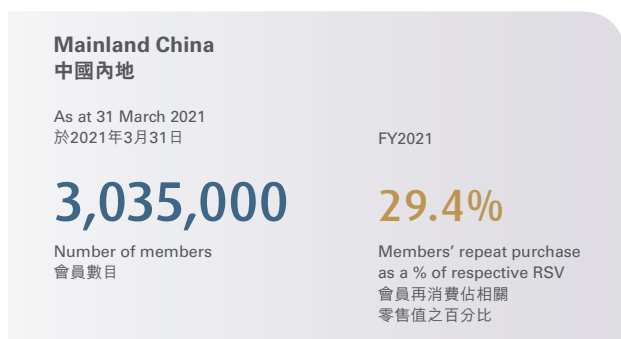 Mainland China
中國內地
As at 31 March 2021
於2021年3月31日
3,035,000
Number of members
會員數目
FY2021
29.4%
Members’ repeat purchase
as a % of respective RSV
會員再消費佔相關
零售值之百分比